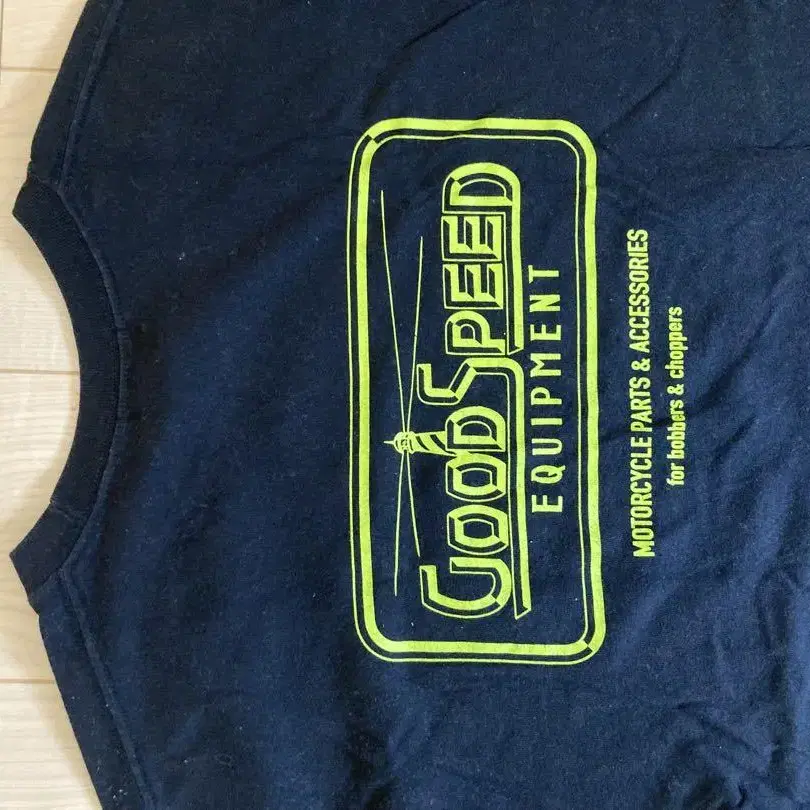 GOODSPEED
EQUIPMENT
MOTORCYCLE PARTS & ACCESSORIES
for bobbers & choppers